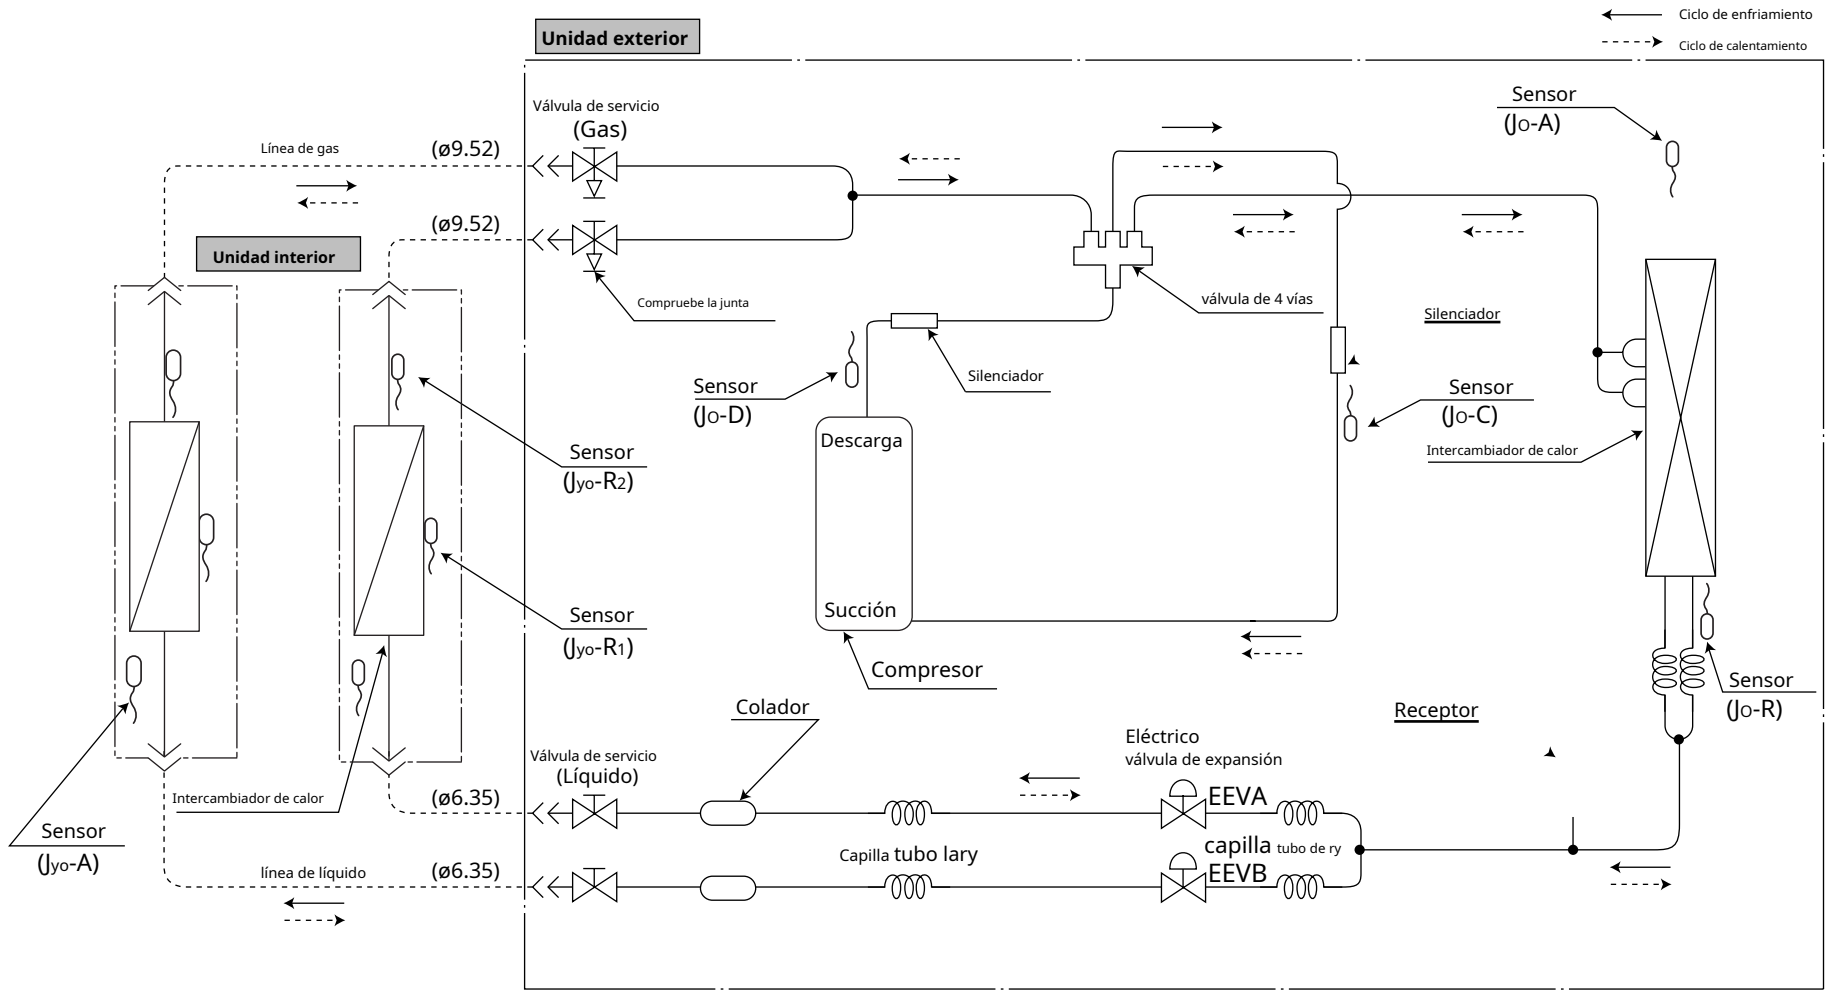 Ciclo de enfriamiento
Ciclo de calentamiento
Unidad exterior
Válvula de servicio
(Gas)
Sensor
(JO-A)
Línea de gas
(ø9.52)
(ø9.52)
Unidad interior
Compruebe la junta
válvula de 4 vías
Silenciador
Silenciador
Sensor
(JO-D)
Sensor
(JO-C)
Descarga
Intercambiador de calor
Sensor
(Jyo-R2)
Succión
Sensor
(Jyo-R1)
Compresor
Sensor
(JO-R)
Colador
Receptor
Válvula de servicio
(Líquido)
Eléctrico
válvula de expansión
Intercambiador de calor
(ø6.35)
EEVA
Sensor
(Jyo-A)
Capilla tubo lary
capilla tubo de ry
línea de líquido
(ø6.35)
EEVB